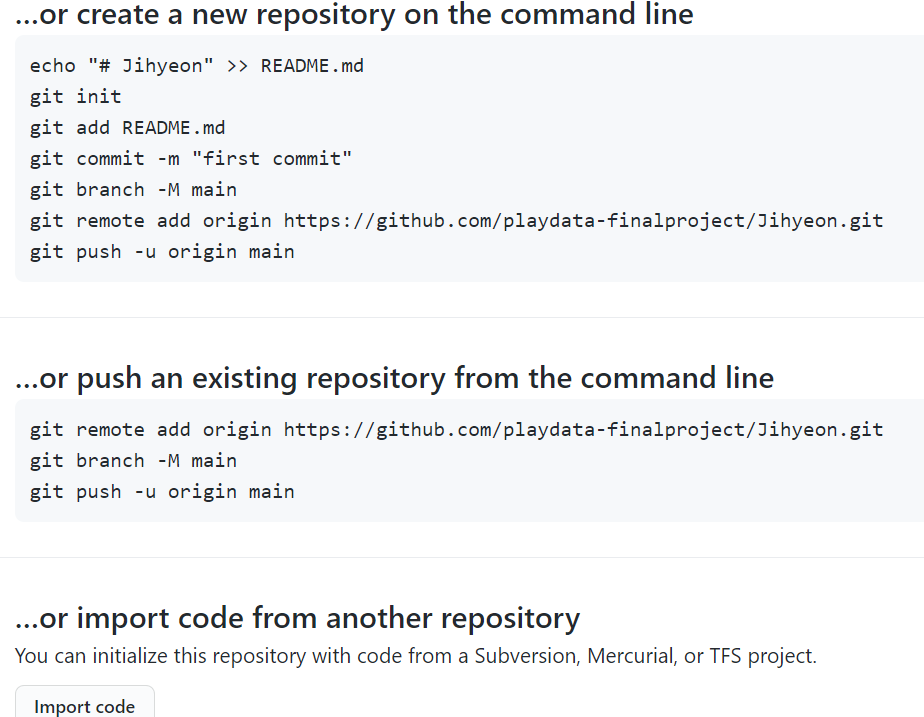 ...or create a new repository on the command line
echo "# Jihyeon" >> README.md
git init
git add README.md
git commit -m "first commit"
git branch -M main
git remote add origin https://github.com/playdata-finalproject/Jihyeon.git
git push -u origin main
...or push an existing repository from the command line
git remote add origin https://github.com/playdata-finalproject/Jihyeon.git
git branch -M main
git push -u origin main
...or import code from another repository
You can initialize this repository with code from a Subversion, Mercurial, or TFS project.
Import code